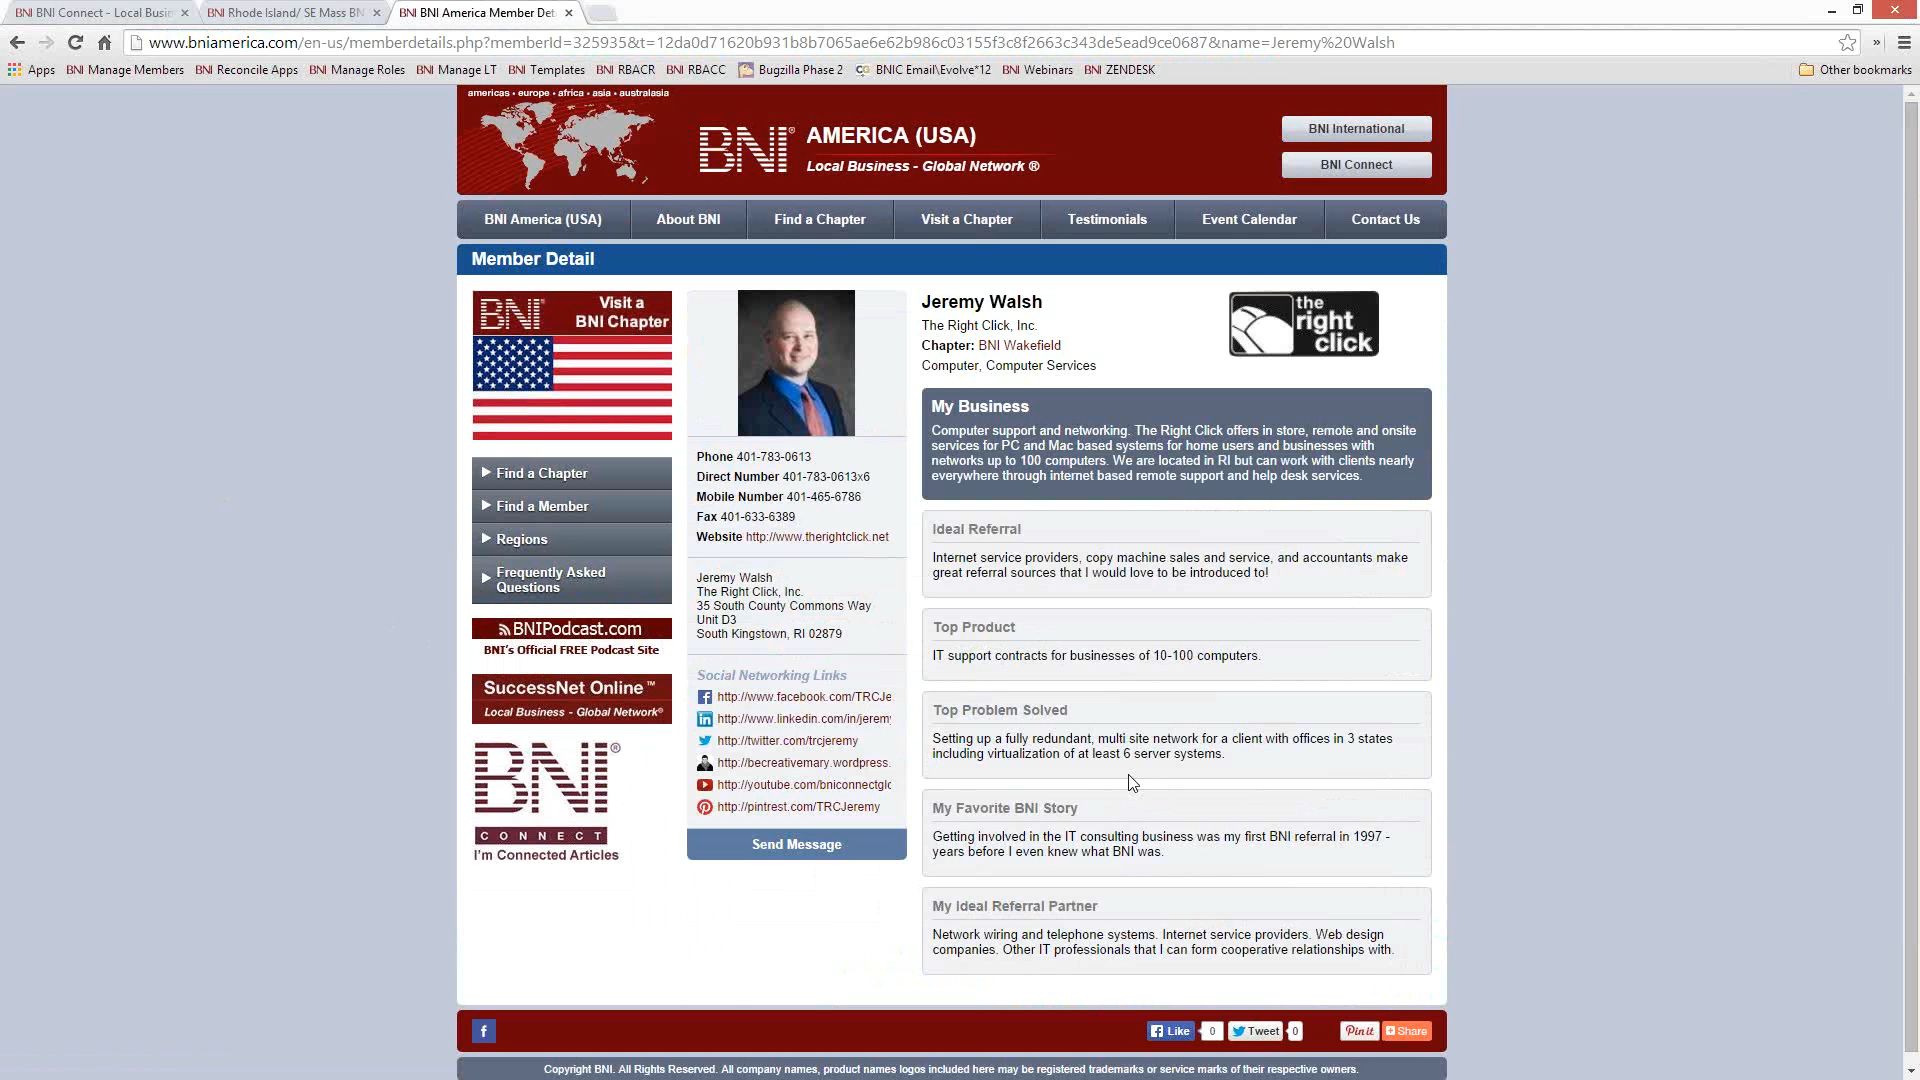 BNI BNI Connect - Local Busin
BNI Rhode Island/ SE Mass BN
BNI BNI America Member Det
www.bniamerica.com/en-us/memberdetails.php?memberId=325935&t=12da0d71620b931b8b7065ae6e62b986c03155f3c8f2663c343de5ead9ce0687&name=Jeremy%20Walsh
Apps BNI BNI Manage Members BNI BNI Reconcile Apps BNI BNI Manage Roles BNI BNI Manage LT BNI Templates BNI RBACR BNI RBACC Bugzilla Phase 2 CG BNIC Email\Evolve*12 BNI Webinars BNI ZENDESK Other bookmarks
americas • europe • africa • asia • australasia
BNI® AMERICA (USA)
Local Business - Global Network ®
BNI International
BNI Connect
BNI America (USA) About BNI Find a Chapter Visit a Chapter Testimonials Event Calendar Contact Us
Member Detail
BNI® Visit a
BNI Chapter
Find a Chapter
Find a Member
Regions
Frequently Asked
Questions
BNIPodcast.com
BNI's Official FREE Podcast Site
SuccessNet Online™
Local Business - Global Network®
BNI®
CONNECT
I'm Connected Articles
Phone 401-783-0613
Direct Number 401-783-0613x6
Mobile Number 401-465-6786
Fax 401-633-6389
Website http://www.therightclick.net
Jeremy Walsh
The Right Click, Inc.
35 South County Commons Way
Unit D3
South Kingstown, RI 02879
Social Networking Links
http://www.facebook.com/TRCJe
http://www.linkedin.com/in/jeremy
http://twitter.com/trcjeremy
http://becreativemary.wordpress.
http://youtube.com/bniconnectglo
http://pintrest.com/TRCJeremy
Send Message
Jeremy Walsh
The Right Click, Inc.
Chapter: BNI Wakefield
Computer, Computer Services
the
right
click
My Business
Computer support and networking. The Right Click offers in store, remote and onsite
services for PC and Mac based systems for home users and businesses with
networks up to 100 computers. We are located in RI but can work with clients nearly
everywhere through internet based remote support and help desk services.
Ideal Referral
Internet service providers, copy machine sales and service, and accountants make
great referral sources that I would love to be introduced to!
Top Product
IT support contracts for businesses of 10-100 computers.
Top Problem Solved
Setting up a fully redundant, multi site network for a client with offices in 3 states
including virtualization of at least 6 server systems.
My Favorite BNI Story
Getting involved in the IT consulting business was my first BNI referral in 1997 -
years before I even knew what BNI was.
My Ideal Referral Partner
Network wiring and telephone systems. Internet service providers. Web design
companies. Other IT professionals that I can form cooperative relationships with.
f Like 0 Tweet 0 Pin it Share
Copyright BNI. All Rights Reserved. All company names, product names logos included here may be registered trademarks or service marks of their respective owners.